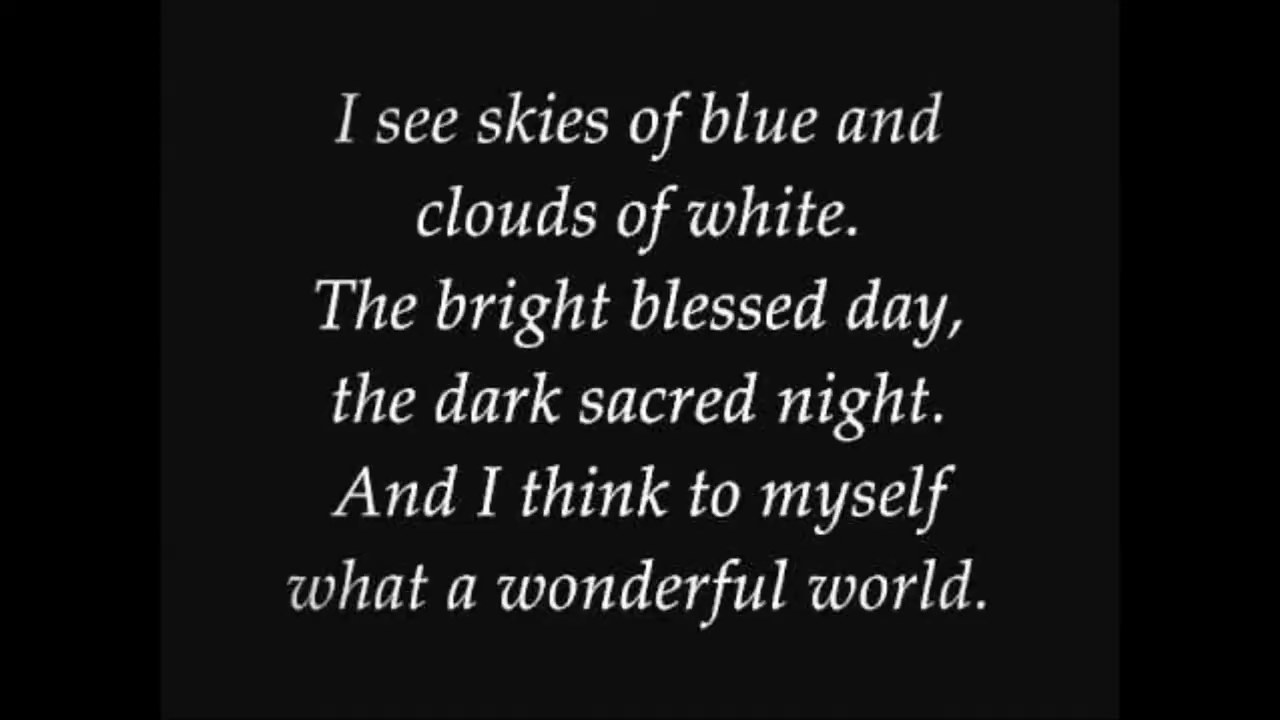 I see skies of blue and
clouds of white.
The bright blessed day,
the dark sacred night.
And I think to myself
what a wonderful world.